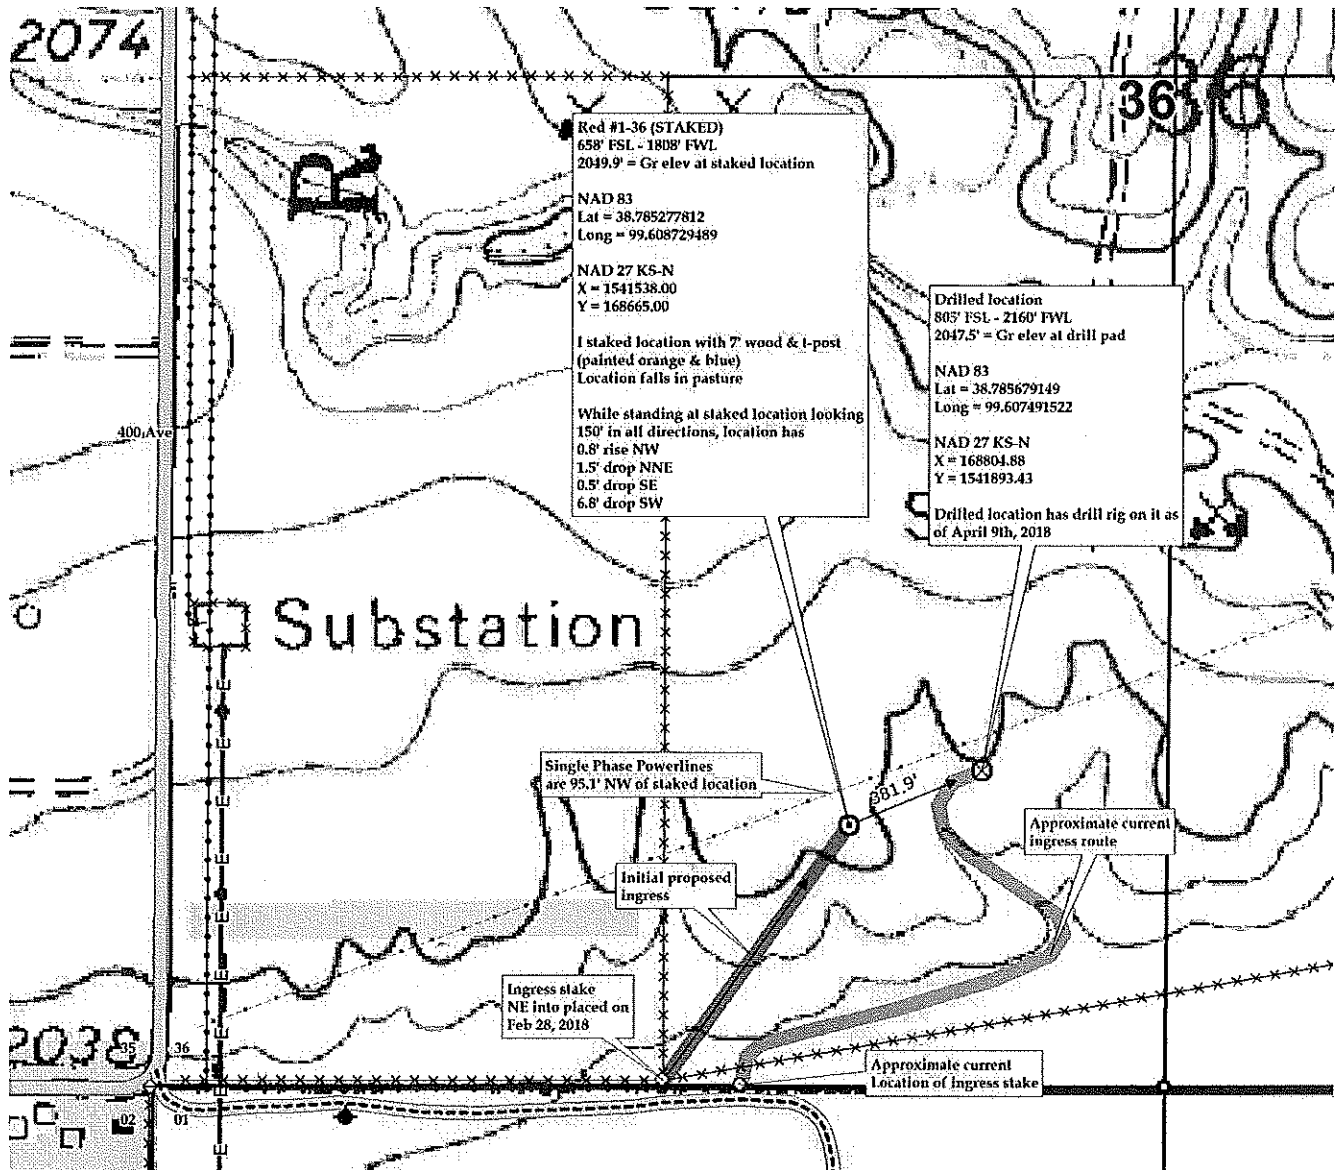 2074
36
Red #1-36 (STAKED)
658' FSL - 1808' FWL
2049.9' = Gr elev at staked location
NAD 83
Lat = 38.785277812
Long = 99.608729489
NAD 27 KS-N
X = 1541538.00
Y = 168665.00
I staked location with 7' wood & t-post
(painted orange & blue)
Location falls in pasture
While standing at staked location looking
150' in all directions, location has
0.8' rise NW
1.5' drop NNE
0.5' drop SE
6.8' drop SW
Drilled location
805' FSL - 2160' FWL
2047.5' = Gr elev at drill pad
NAD 83
Lat = 38.785679149
Long = 99.607491522
NAD 27 KS-N
X = 168804.88
Y = 1541893.43
Drilled location has drill rig on it as
of April 9th, 2018
400 Ave
Substation
E
E
Single Phase Powerlines
are 95.1' NW of staked location
381.9'
Approximate current
ingress route
E
Initial proposed
ingress
E
E
Ingress stake
NE into placed on
Feb 28, 2018
E
2038
35
36
Approximate current
Location of ingress stake
E
02
01
E